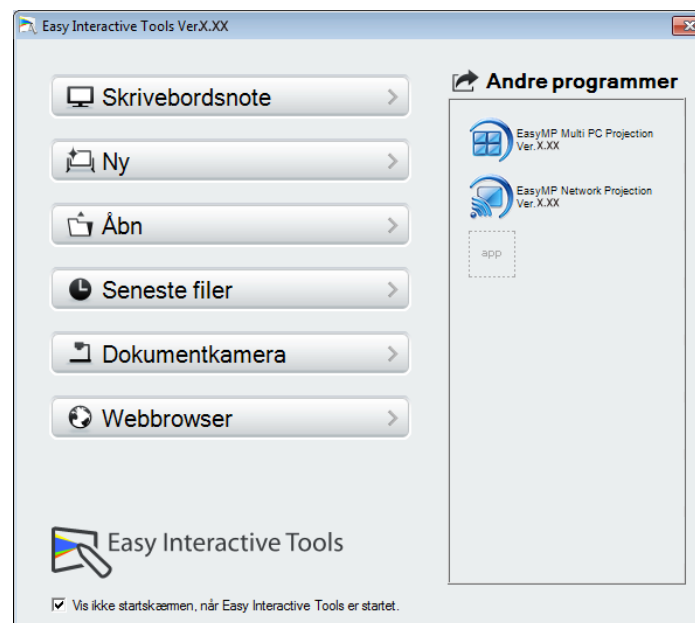 Easy Interactive Tools Ver.X.XX
Skrivebordsnote
Ny
Åbn
Seneste filer
Dokumentkamera
Webbrowser
Andre programmer
EasyMP Multi PC Projection
Ver.X.XX
EasyMP Network Projection
Ver.X.XX
app
Easy Interactive Tools
Vis ikke startskærmen, når Easy Interactive Tools er startet.